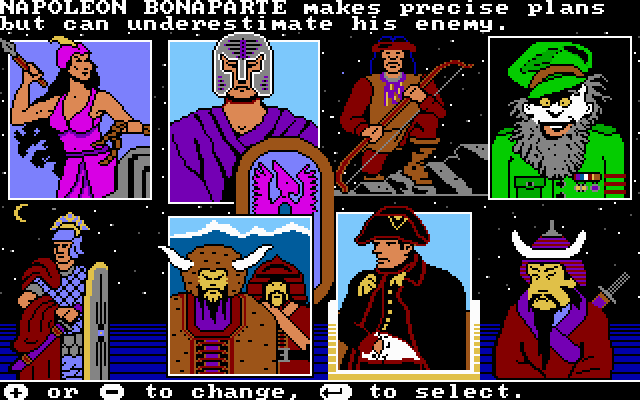 NAPOLEON BONAPARTE makes precise plans
but can underestimate his enemy.
+ or - to change, ↵ to select.